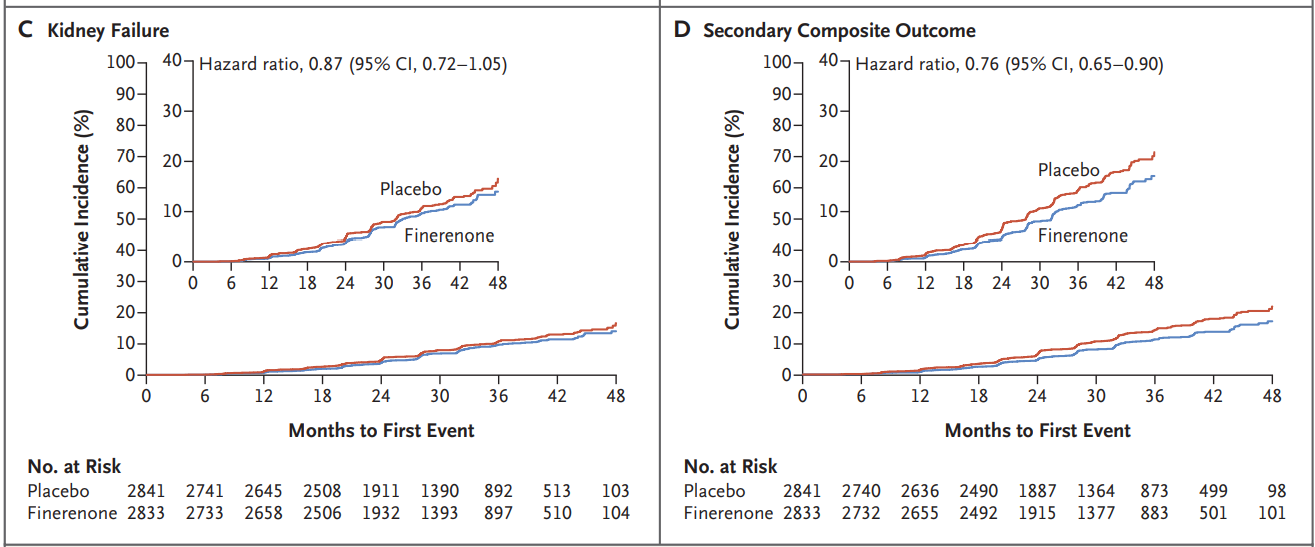 C Kidney Failure
Hazard ratio, 0.87 (95% CI, 0.72–1.05)
Cumulative Incidence (%)
100
90
80
70
60
50
40
30
20
10
0
40
30
20
10
0
Placebo
Finerenone
0 6 12 18 24 30 36 42 48
0 6 12 18 24 30 36 42 48
Months to First Event
No. at Risk
Placebo 2841 2741 2645 2508 1911 1390 892 513 103
Finerenone 2833 2733 2658 2506 1932 1393 897 510 104
D Secondary Composite Outcome
Hazard ratio, 0.76 (95% CI, 0.65–0.90)
Cumulative Incidence (%)
100
90
80
70
60
50
40
30
20
10
0
40
30
20
10
0
Placebo
Finerenone
0 6 12 18 24 30 36 42 48
0 6 12 18 24 30 36 42 48
Months to First Event
No. at Risk
Placebo 2841 2740 2636 2490 1887 1364 873 499 98
Finerenone 2833 2732 2655 2492 1915 1377 883 501 101